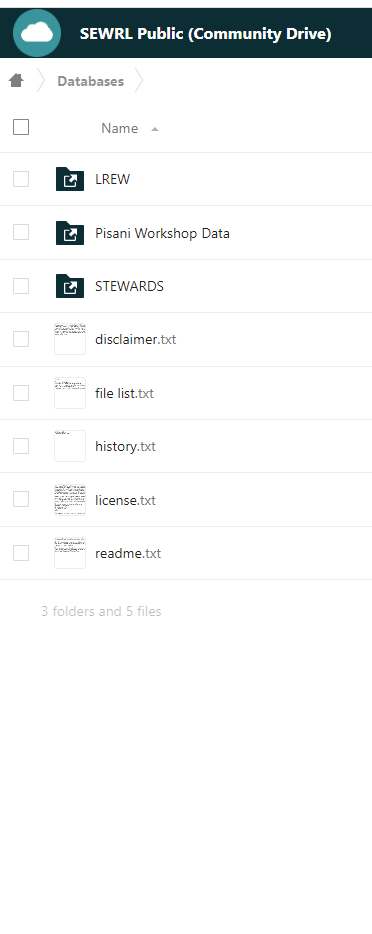 SEWRL Public (Community Drive)
Databases
Name
LREW
Pisani Workshop Data
STEWARDS
disclaimer.txt
file list.txt
history.txt
license.txt
readme.txt
3 folders and 5 files